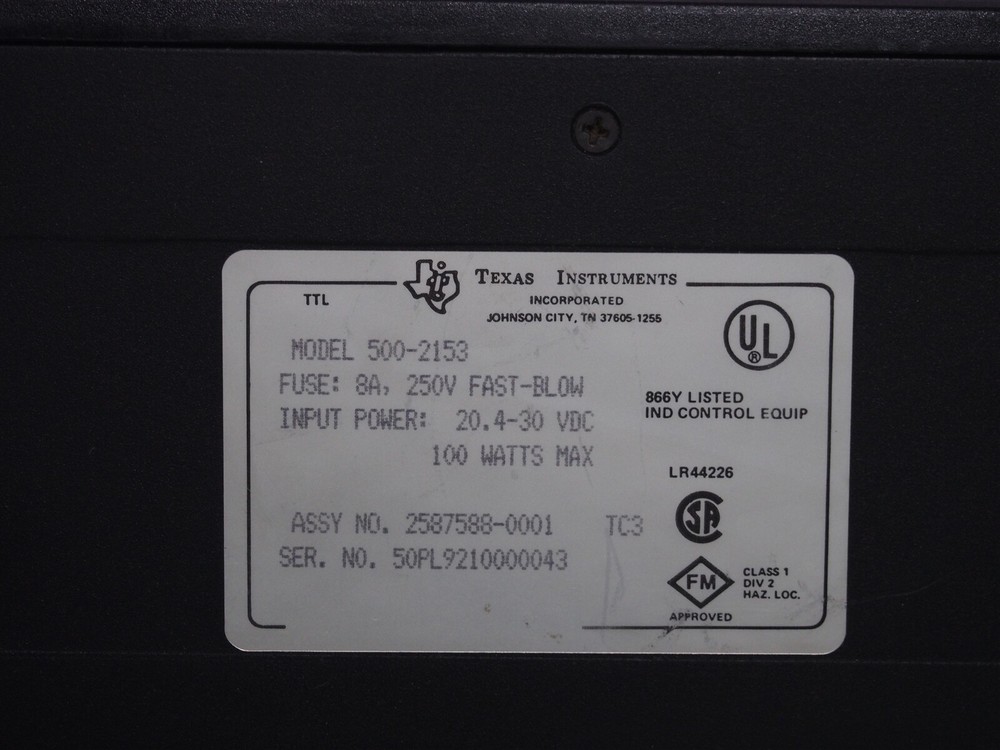 TEXAS INSTRUMENTS
INCORPORATED
JOHNSON CITY, TN 37605-1255
TTL
MODEL 500-2153
FUSE: 8A, 250V FAST-BLOW
INPUT POWER: 20.4-30 VDC
100 WATTS MAX
ASSY NO. 2587588-0001 TC3
SER. NO. 50PL9210000043
UL
®
866Y LISTED
IND CONTROL EQUIP
LR44226
SA
FM
CLASS 1
DIV 2
HAZ. LOC.
APPROVED